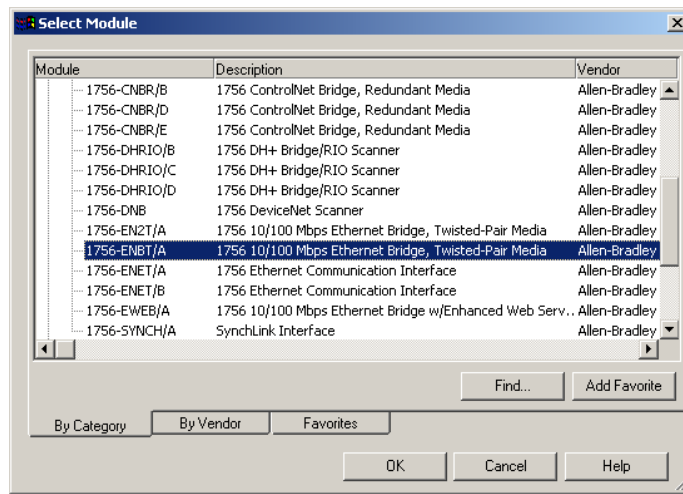 Select Module
Module Description Vendor
1756-CNBR/B 1756 ControlNet Bridge, Redundant Media Allen-Bradley
1756-CNBR/D 1756 ControlNet Bridge, Redundant Media Allen-Bradley
1756-CNBR/E 1756 ControlNet Bridge, Redundant Media Allen-Bradley
1756-DHRIO/B 1756 DH+ Bridge/RIO Scanner Allen-Bradley
1756-DHRIO/C 1756 DH+ Bridge/RIO Scanner Allen-Bradley
1756-DHRIO/D 1756 DH+ Bridge/RIO Scanner Allen-Bradley
1756-DNB 1756 DeviceNet Scanner Allen-Bradley
1756-EN2T/A 1756 10/100 Mbps Ethernet Bridge, Twisted-Pair Media Allen-Bradley
1756-ENBT/A 1756 10/100 Mbps Ethernet Bridge, Twisted-Pair Media Allen-Bradley
1756-ENET/A 1756 Ethernet Communication Interface Allen-Bradley
1756-ENET/B 1756 Ethernet Communication Interface Allen-Bradley
1756-EWEB/A 1756 10/100 Mbps Ethernet Bridge w/Enhanced Web Serv... Allen-Bradley
1756-SYNCH/A SynchLink Interface Allen-Bradley
Find... Add Favorite
By Category By Vendor Favorites
OK Cancel Help